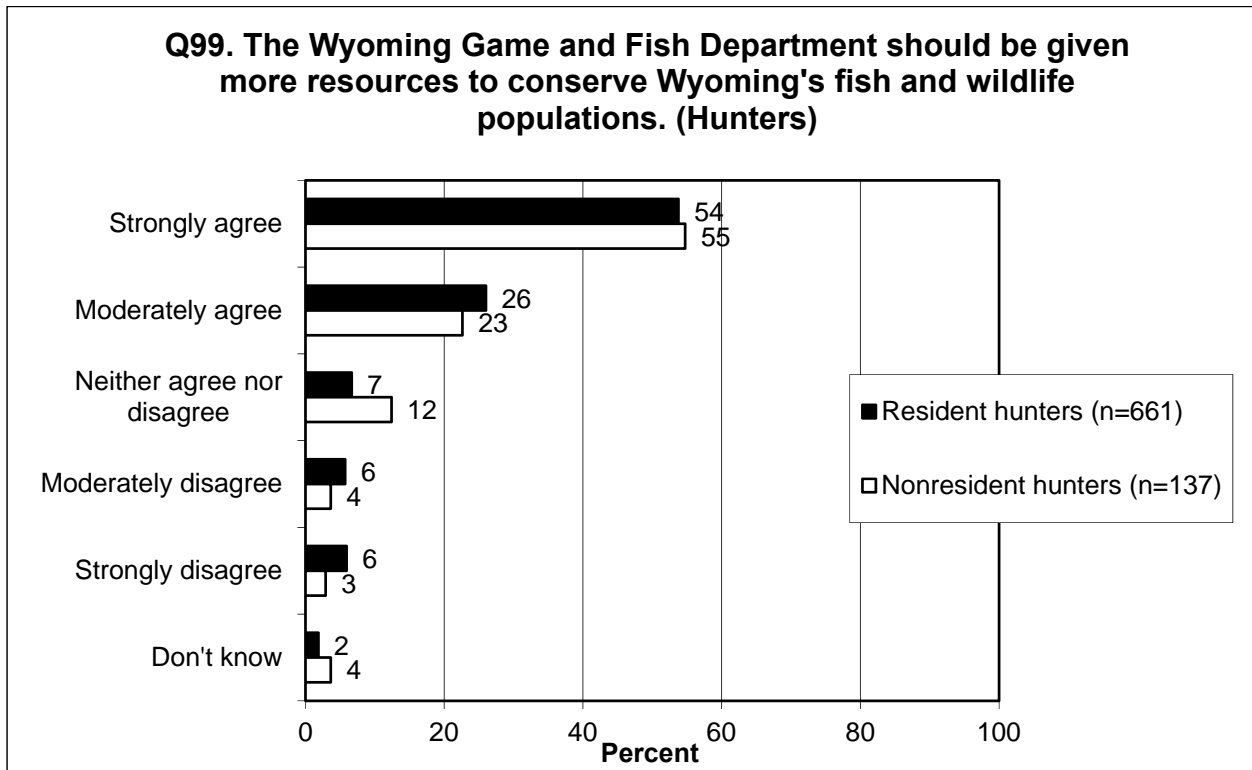 Q99. The Wyoming Game and Fish Department should be given
more resources to conserve Wyoming's fish and wildlife
populations. (Hunters)
Strongly agree
54
55
Moderately agree
26
23
Neither agree nor
disagree
7
12
Moderately disagree
6
4
Strongly disagree
6
3
Don't know
2
4
Resident hunters (n=661)
Nonresident hunters (n=137)
0 20 40 60 80 100
Percent